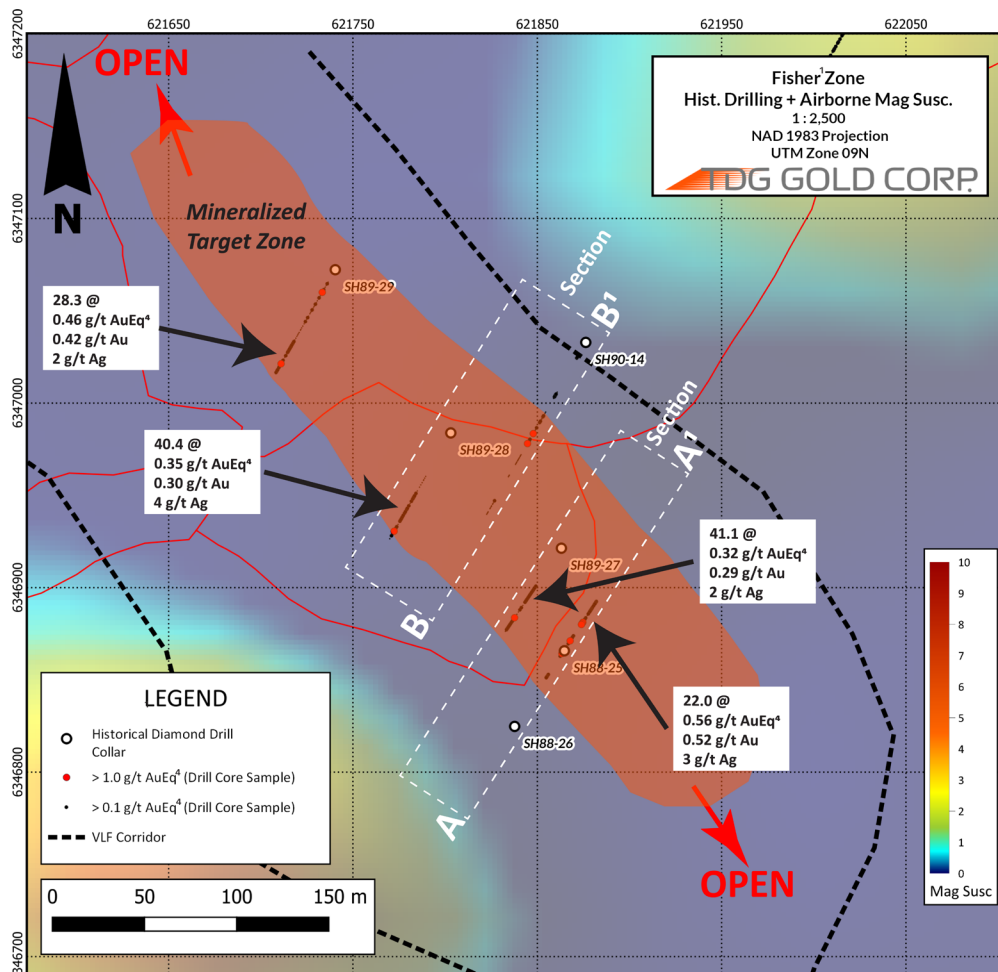 621650
621750
621850
621950
622050
6347200
6347100
6347000
6346900
6346800
6346700
OPEN
N
Fisher¹Zone
Hist. Drilling + Airborne Mag Susc.
1 : 2,500
NAD 1983 Projection
UTM Zone 09N
TDG GOLD CORP.
Mineralized
Target Zone
SH89-29
Section
B¹
SH90-14
28.3 @
0.46 g/t AuEq⁴
0.42 g/t Au
2 g/t Ag
Section
A¹
SH89-28
40.4 @
0.35 g/t AuEq⁴
0.30 g/t Au
4 g/t Ag
SH89-27
41.1 @
0.32 g/t AuEq⁴
0.29 g/t Au
2 g/t Ag
B
SH88-25
22.0 @
0.56 g/t AuEq⁴
0.52 g/t Au
3 g/t Ag
SH88-26
A
OPEN
LEGEND
Historical Diamond Drill
Collar
> 1.0 g/t AuEq⁴ (Drill Core Sample)
> 0.1 g/t AuEq⁴ (Drill Core Sample)
VLF Corridor
0 50 100 150 m
10
9
8
7
6
5
4
3
2
1
0
Mag Susc